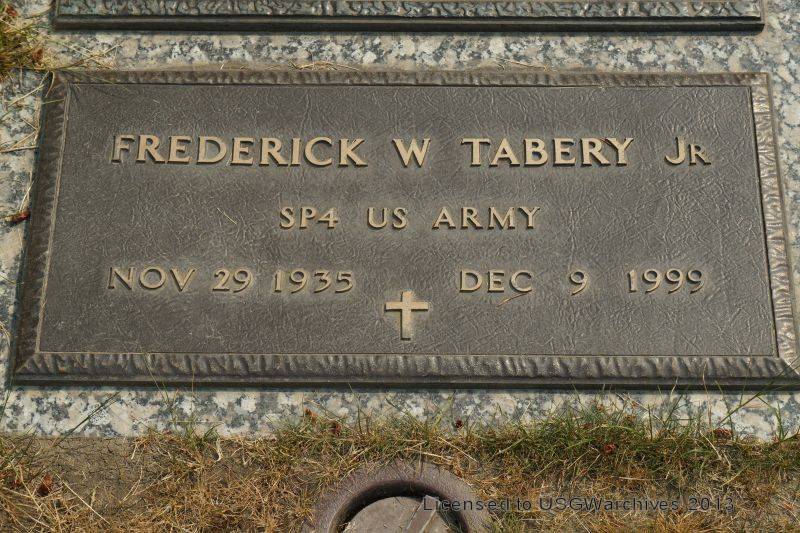 FREDERICK W TABERY JR
SP4 US ARMY
NOV 29 1935 DEC 9 1999
Licensed to USGWarchives 2013